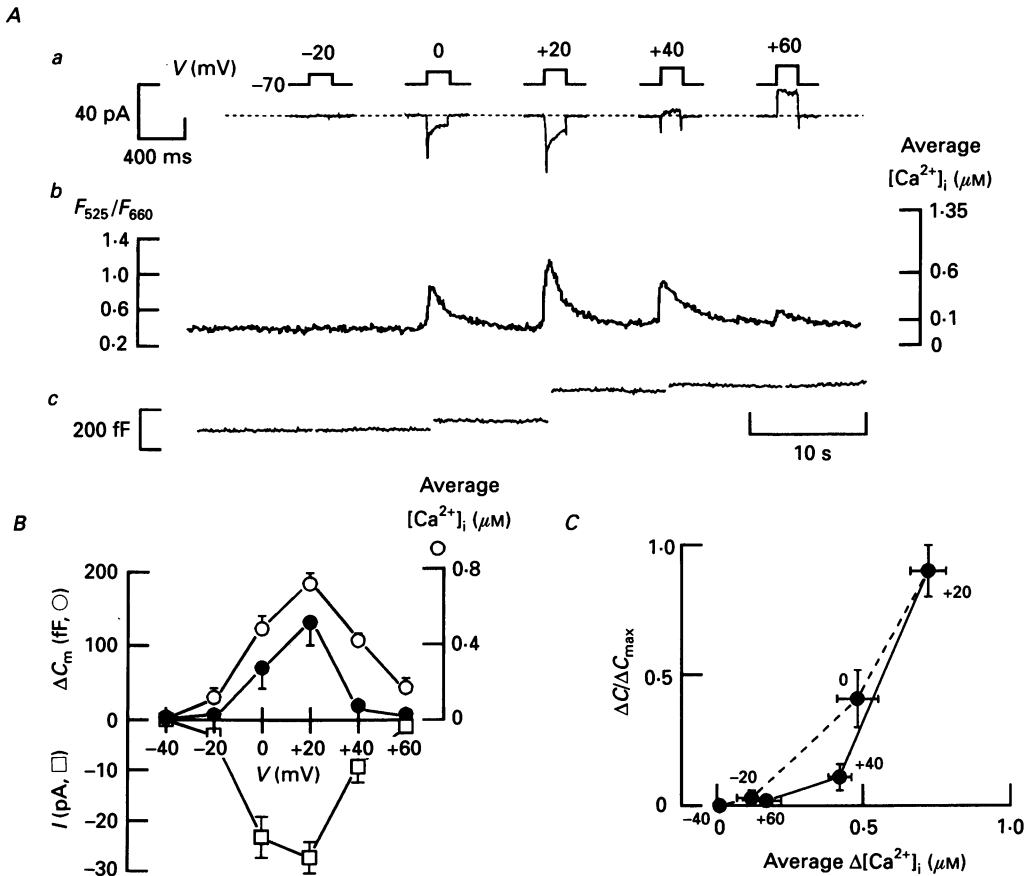 A
a
V (mV)
−20
0
+20
+40
+60
−70
40 pA
400 ms
Average
[Ca²⁺]ᵢ (μM)
b
F₅₂₅/F₆₆₀
1·4
1·0
0·6
0·2
1·35
0·6
0·1
0
c
200 fF
10 s
B
Average
[Ca²⁺]ᵢ (μM)
200
100
0
ΔCₘ (fF, ○)
0·8
0·4
0
−40
−20
0
+20
+40
+60
V (mV)
−10
−20
−30
I (pA, □)
C
1·0
0·5
0
ΔC/ΔCmax
+20
0
+40
−20
+60
−40
0
0·5
1·0
Average Δ[Ca²⁺]ᵢ (μM)